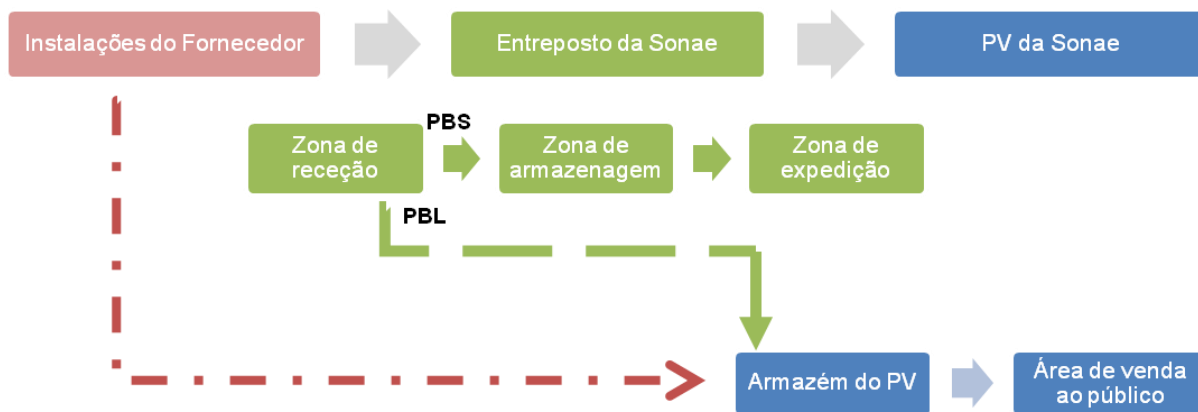 Instalações do Fornecedor
Entreposto da Sonae
PV da Sonae
PBS
Zona de
receção
Zona de
armazenagem
Zona de
expedição
PBL
Armazém do PV
Área de venda
ao público